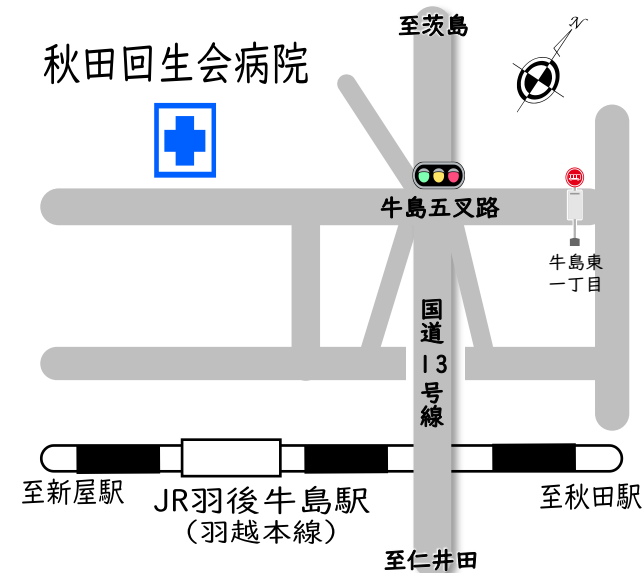 至茨島
N
秋田回生会病院
牛島五叉路
牛島東
一丁目
国道13号線
至新屋駅
JR羽後牛島駅
(羽越本線)
至秋田駅
至仁井田